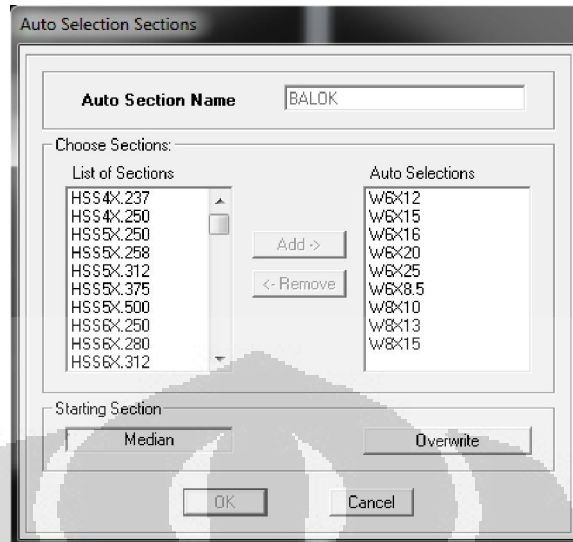 Auto Selection Sections
Auto Section Name
BALOK
Choose Sections:
List of Sections
HSS4X.237
HSS4X.250
HSS5X.250
HSS5X.258
HSS5X.312
HSS5X.375
HSS5X.500
HSS6X.250
HSS6X.280
HSS6X.312
Add ->
<- Remove
Auto Selections
W6X12
W6X15
W6X16
W6X20
W6X25
W6X8.5
W8X10
W8X13
W8X15
Starting Section
Median
Overwrite
OK
Cancel